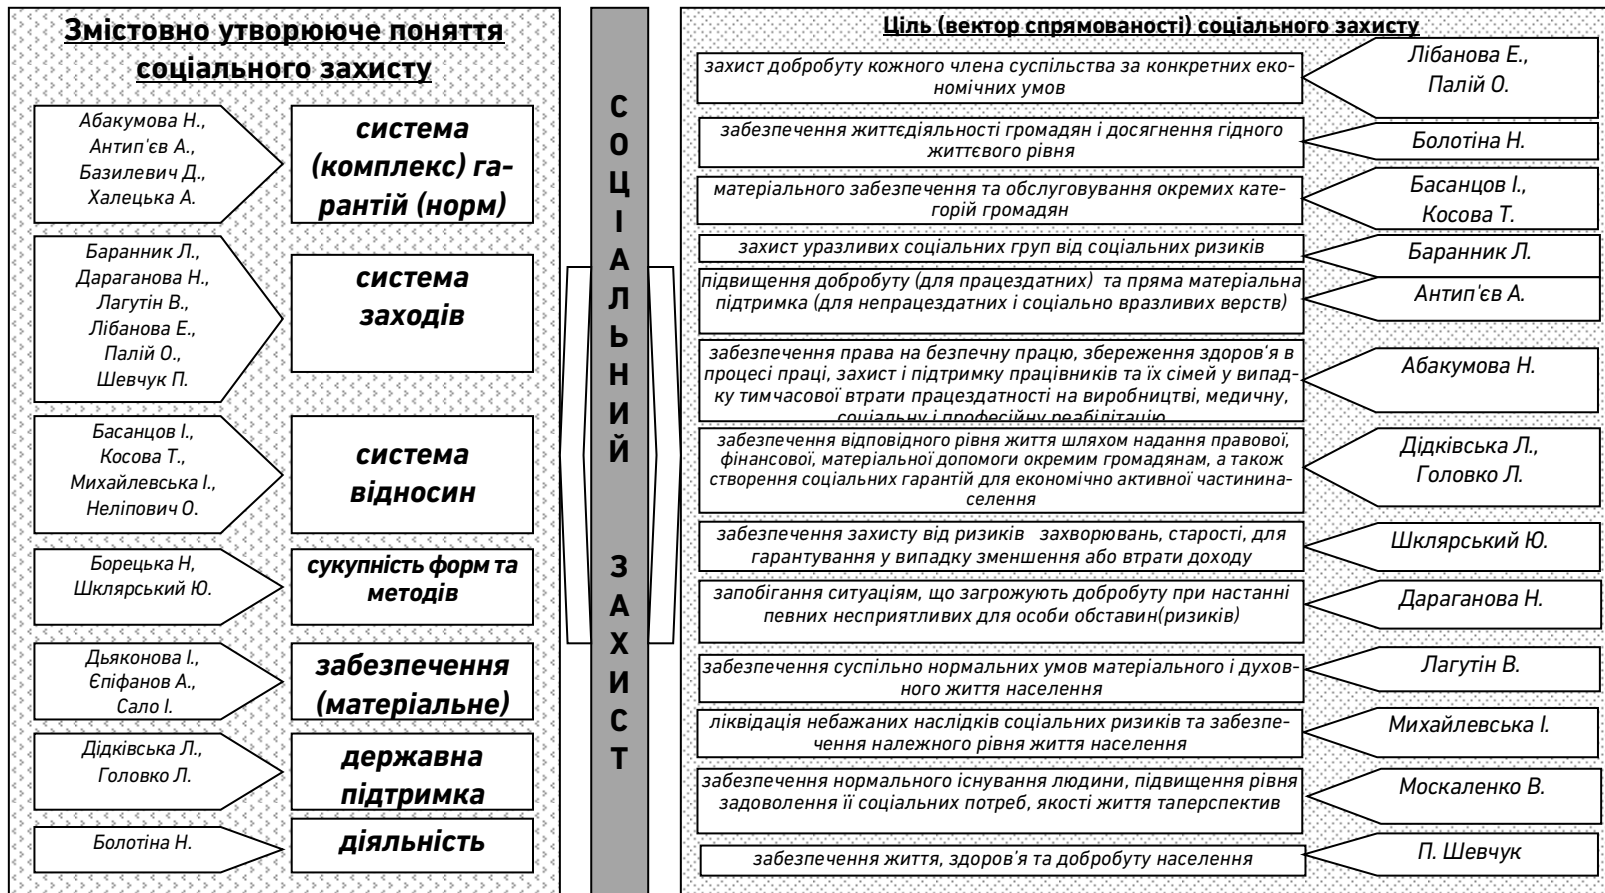 Змістовно утворююче поняття
соціального захисту
Абакумова Н.,
Антип'єв А.,
Базилевич Д.,
Халецька А.
система
(комплекс) га-
рантій (норм)
Баранник Л.,
Дараганова Н.,
Лагутін В.,
Лібанова Е.,
Палій О.,
Шевчук П.
система
заходів
Басанцов І.,
Косова Т.,
Михайлевська І.,
Неліпович О.
система
відносин
Борецька Н,
Шклярський Ю.
сукупність форм та
методів
Дьяконова І.,
Єпіфанов А.,
Сало І.
забезпечення
(матеріальне)
Дідківська Л.,
Головко Л.
державна
підтримка
Болотіна Н.
діяльність
СОЦІАЛЬНИЙ ЗАХИСТ
Ціль (вектор спрямованості) соціального захисту
захист добробуту кожного члена суспільства за конкретних еко-
номічних умов
Лібанова Е.,
Палій О.
забезпечення життєдіяльності громадян і досягнення гідного
життєвого рівня
Болотіна Н.
матеріального забезпечення та обслуговування окремих кате-
горій громадян
Басанцов І.,
Косова Т.
захист уразливих соціальних груп від соціальних ризиків
Баранник Л.
підвищення добробуту (для працездатних) та пряма матеріальна
підтримка (для непрацездатних і соціально вразливих верств)
Антип'єв А.
забезпечення права на безпечну працю, збереження здоров'я в
процесі праці, захист і підтримку працівників та їх сімей у випад-
ку тимчасової втрати працездатності на виробництві, медичну,
соціальну і професійну реабілітацію
Абакумова Н.
забезпечення відповідного рівня життя шляхом надання правової,
фінансової, матеріальної допомоги окремим громадянам, а також
створення соціальних гарантій для економічно активної частинина-
селення
Дідківська Л.,
Головко Л.
забезпечення захисту від ризиків захворювань, старості, для
гарантування у випадку зменшення або втрати доходу
Шклярський Ю.
запобігання ситуаціям, що загрожують добробуту при настанні
певних несприятливих для особи обставин(ризиків)
Дараганова Н.
забезпечення суспільно нормальних умов матеріального і духов-
ного життя населення
Лагутін В.
ліквідація небажаних наслідків соціальних ризиків та забезпе-
чення належного рівня життя населення
Михайлевська І.
забезпечення нормального існування людини, підвищення рівня
задоволення її соціальних потреб, якості життя таперспектив
Москаленко В.
забезпечення життя, здоров'я та добробуту населення
П. Шевчук